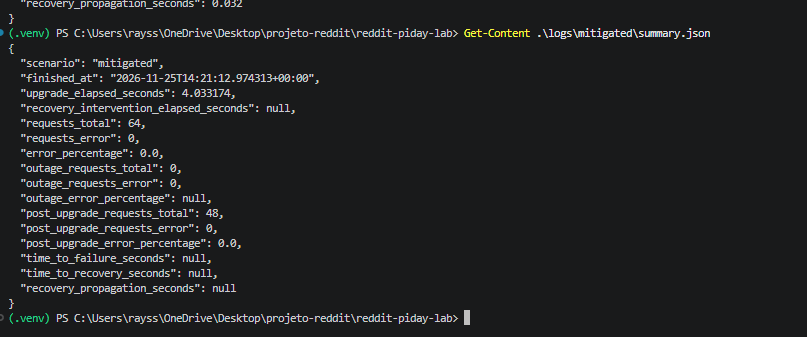 "recovery_propagation_seconds": 0.032
}
(.venv) PS C:\Users\rayss\OneDrive\Desktop\projeto-reddit\reddit-piday-lab> Get-Content .\logs\mitigated\summary.json
{
  "scenario": "mitigated",
  "finished_at": "2026-11-25T14:21:12.974313+00:00",
  "upgrade_elapsed_seconds": 4.033174,
  "recovery_intervention_elapsed_seconds": null,
  "requests_total": 64,
  "requests_error": 0,
  "error_percentage": 0.0,
  "outage_requests_total": 0,
  "outage_requests_error": 0,
  "outage_error_percentage": null,
  "post_upgrade_requests_total": 48,
  "post_upgrade_requests_error": 0,
  "post_upgrade_error_percentage": 0.0,
  "time_to_failure_seconds": null,
  "time_to_recovery_seconds": null,
  "recovery_propagation_seconds": null
}
(.venv) PS C:\Users\rayss\OneDrive\Desktop\projeto-reddit\reddit-piday-lab>